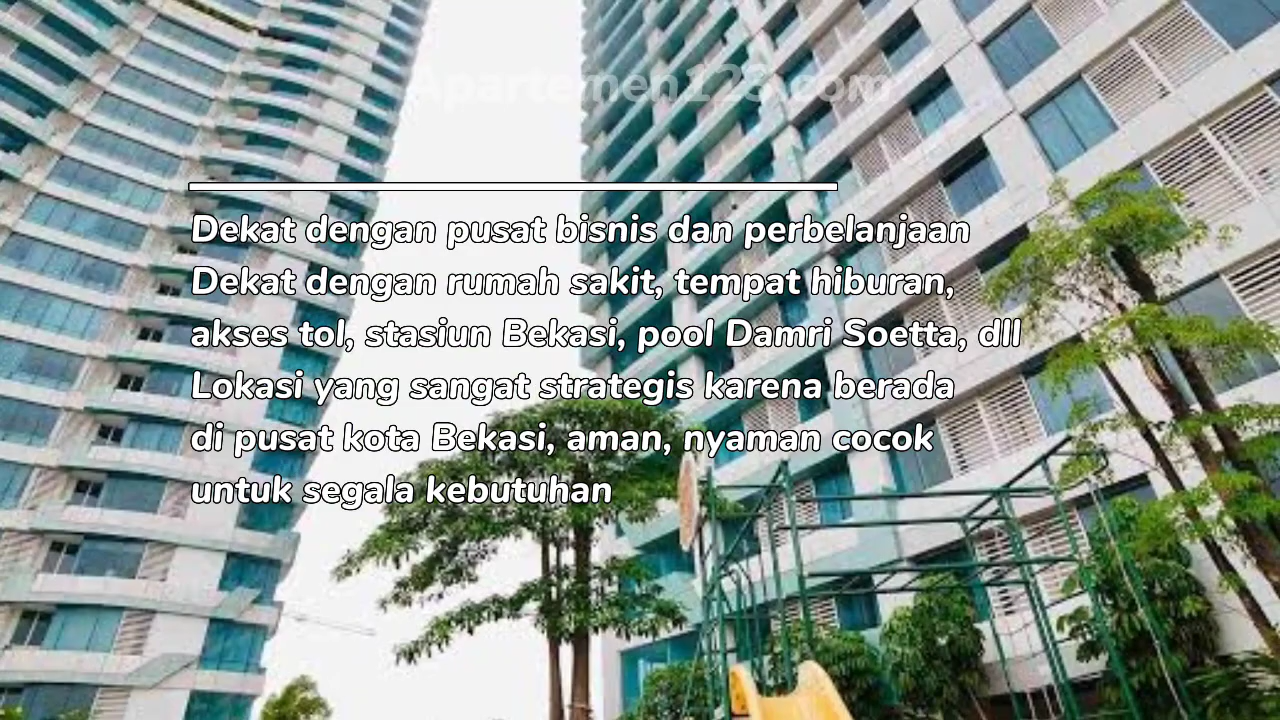 Apartemen123.com
Dekat dengan pusat bisnis dan perbelanjaan
Dekat dengan rumah sakit, tempat hiburan,
akses tol, stasiun Bekasi, pool Damri Soetta, dll
Lokasi yang sangat strategis karena berada
di pusat kota Bekasi, aman, nyaman cocok
untuk segala kebutuhan